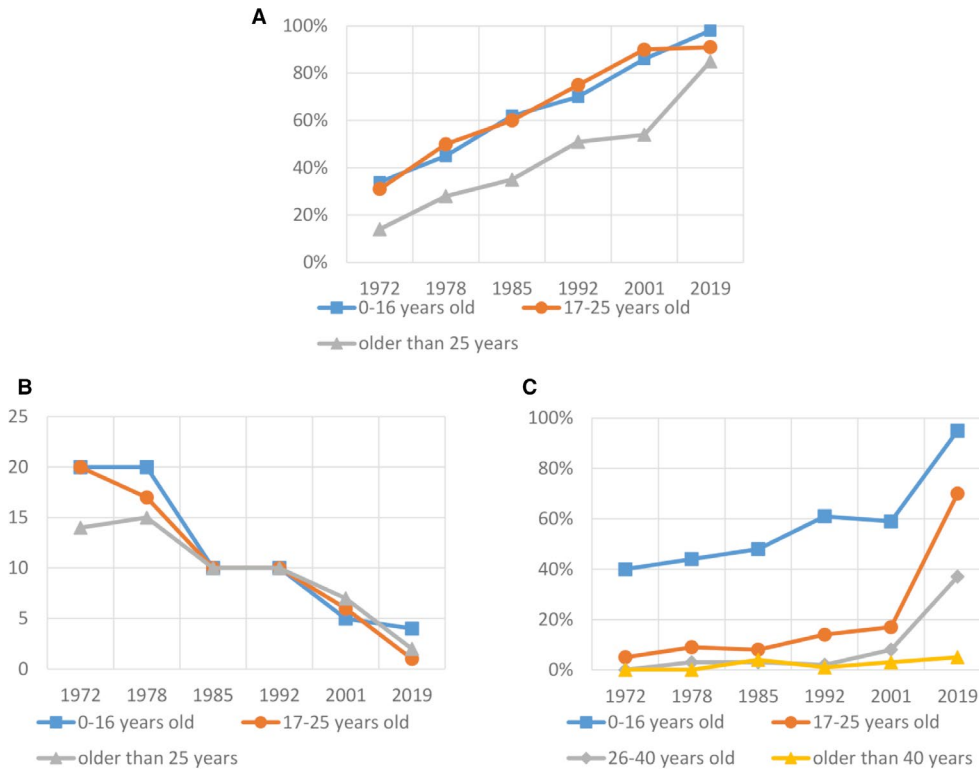 A
100%
80%
60%
40%
20%
0%
1972 1978 1985 1992 2001 2019
0-16 years old 17-25 years old
older than 25 years
B
25
20
15
10
5
0
1972 1978 1985 1992 2001 2019
0-16 years old 17-25 years old
older than 25 years
C
100%
80%
60%
40%
20%
0%
1972 1978 1985 1992 2001 2019
0-16 years old 17-25 years old
26-40 years old older than 40 years